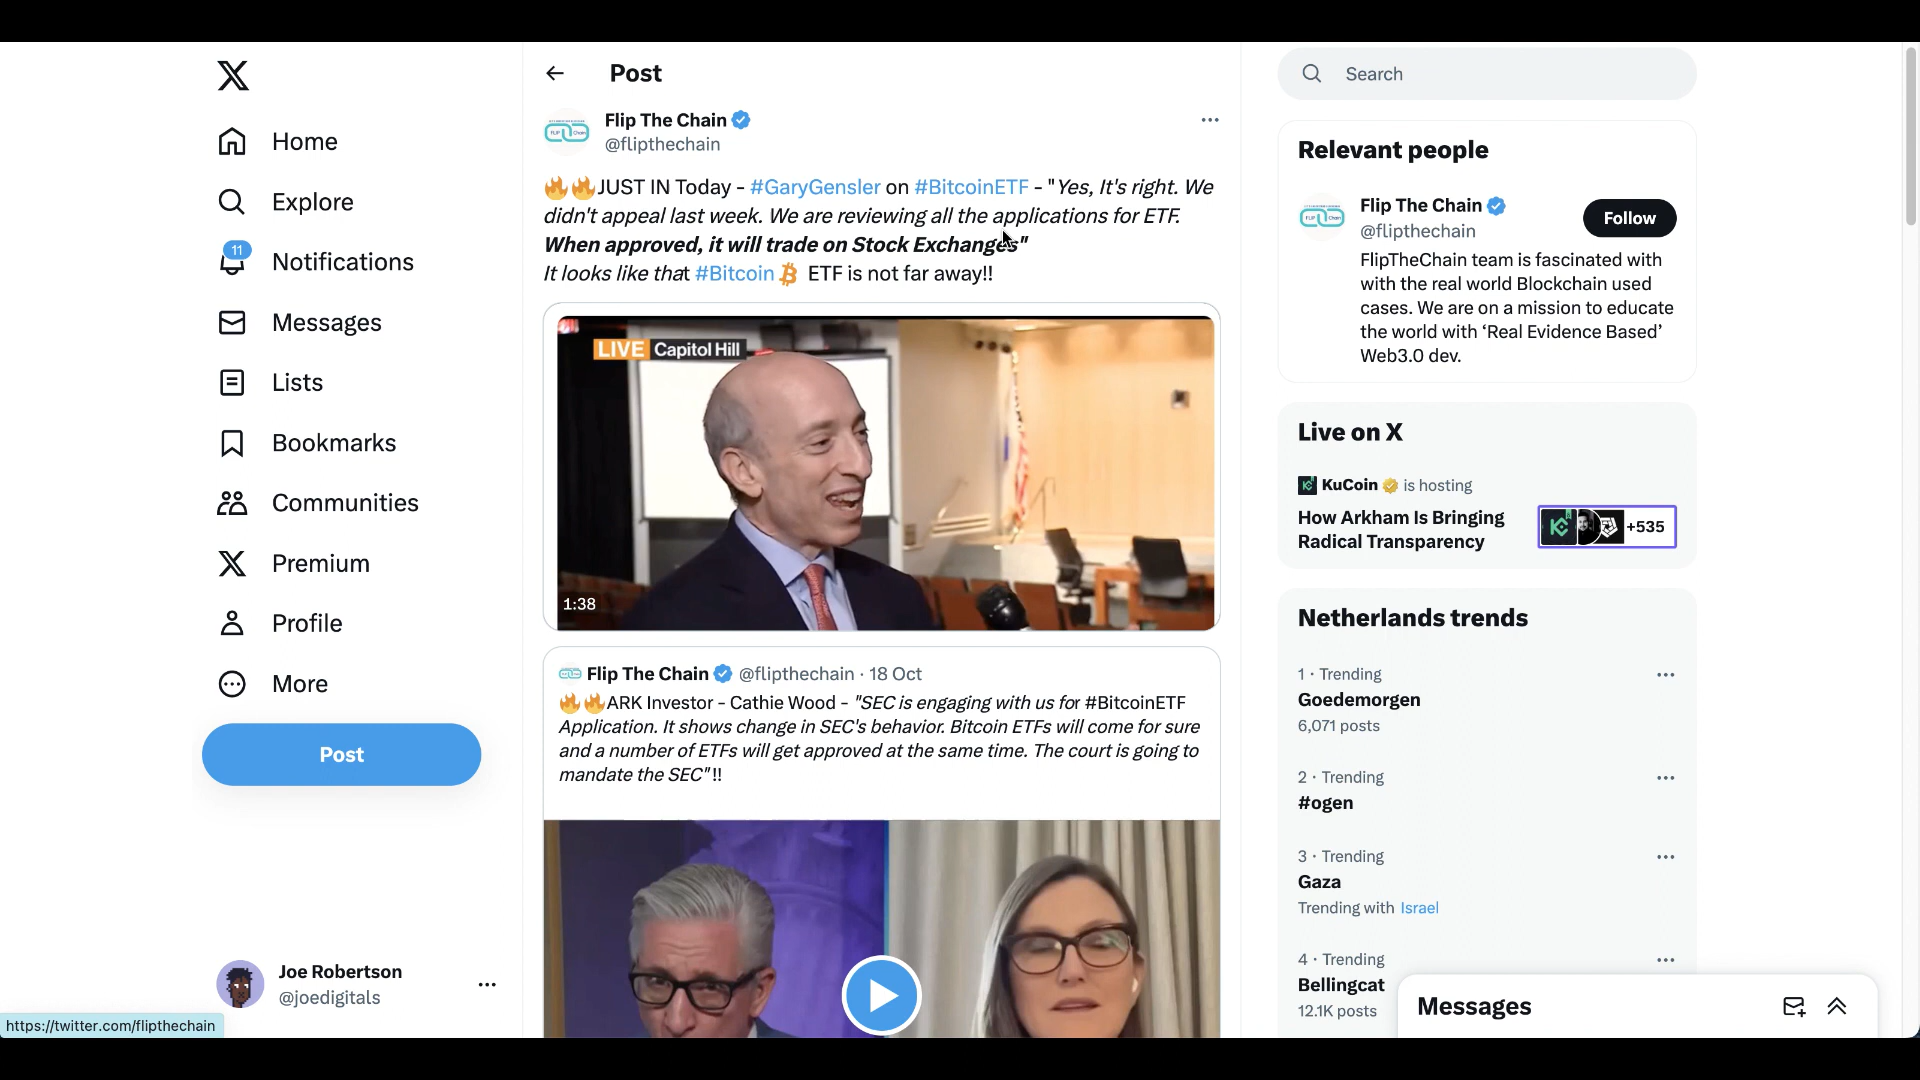 Home
Explore
11
Notifications
Messages
Lists
Bookmarks
Communities
Premium
Profile
More
Post
Joe Robertson
@joedigitals
https://twitter.com/flipthechain
Post
Flip The Chain
@flipthechain
🔥🔥JUST IN Today - #GaryGensler on #BitcoinETF - "Yes, It's right. We
didn't appeal last week. We are reviewing all the applications for ETF.
When approved, it will trade on Stock Exchanges"
It looks like that #Bitcoin ETF is not far away!!
LIVE Capitol Hill
1:38
Flip The Chain @flipthechain · 18 Oct
🔥🔥ARK Investor - Cathie Wood - "SEC is engaging with us for #BitcoinETF
Application. It shows change in SEC's behavior. Bitcoin ETFs will come for sure
and a number of ETFs will get approved at the same time. The court is going to
mandate the SEC"!!
Search
Relevant people
Flip The Chain
@flipthechain
Follow
FlipTheChain team is fascinated with
with the real world Blockchain used
cases. We are on a mission to educate
the world with ‘Real Evidence Based’
Web3.0 dev.
Live on X
KuCoin is hosting
How Arkham Is Bringing
Radical Transparency
+535
Netherlands trends
1 · Trending
Goedemorgen
6,071 posts
2 · Trending
#ogen
3 · Trending
Gaza
Trending with Israel
4 · Trending
Bellingcat
12.1K posts
Messages